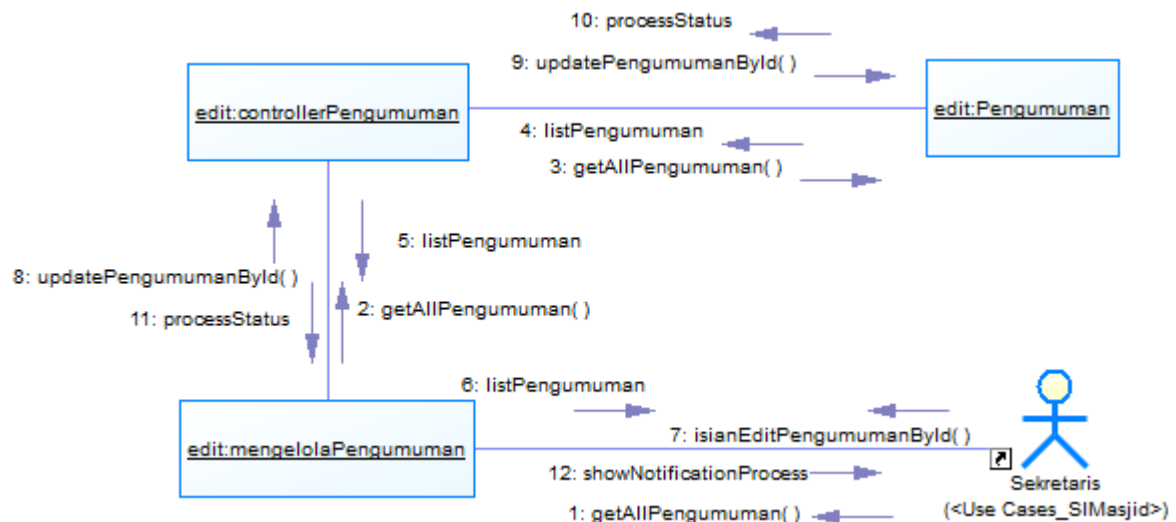 10: processStatus
9: updatePengumumanById( )
edit:controllerPengumuman
edit:Pengumuman
4: listPengumuman
3: getAllPengumuman( )
5: listPengumuman
8: updatePengumumanById( )
2: getAllPengumuman( )
11: processStatus
6: listPengumuman
7: isianEditPengumumanById( )
edit:mengelolaPengumuman
12: showNotificationProcess
Sekretaris
(<Use Cases_SIMasjid>)
1: getAllPengumuman( )